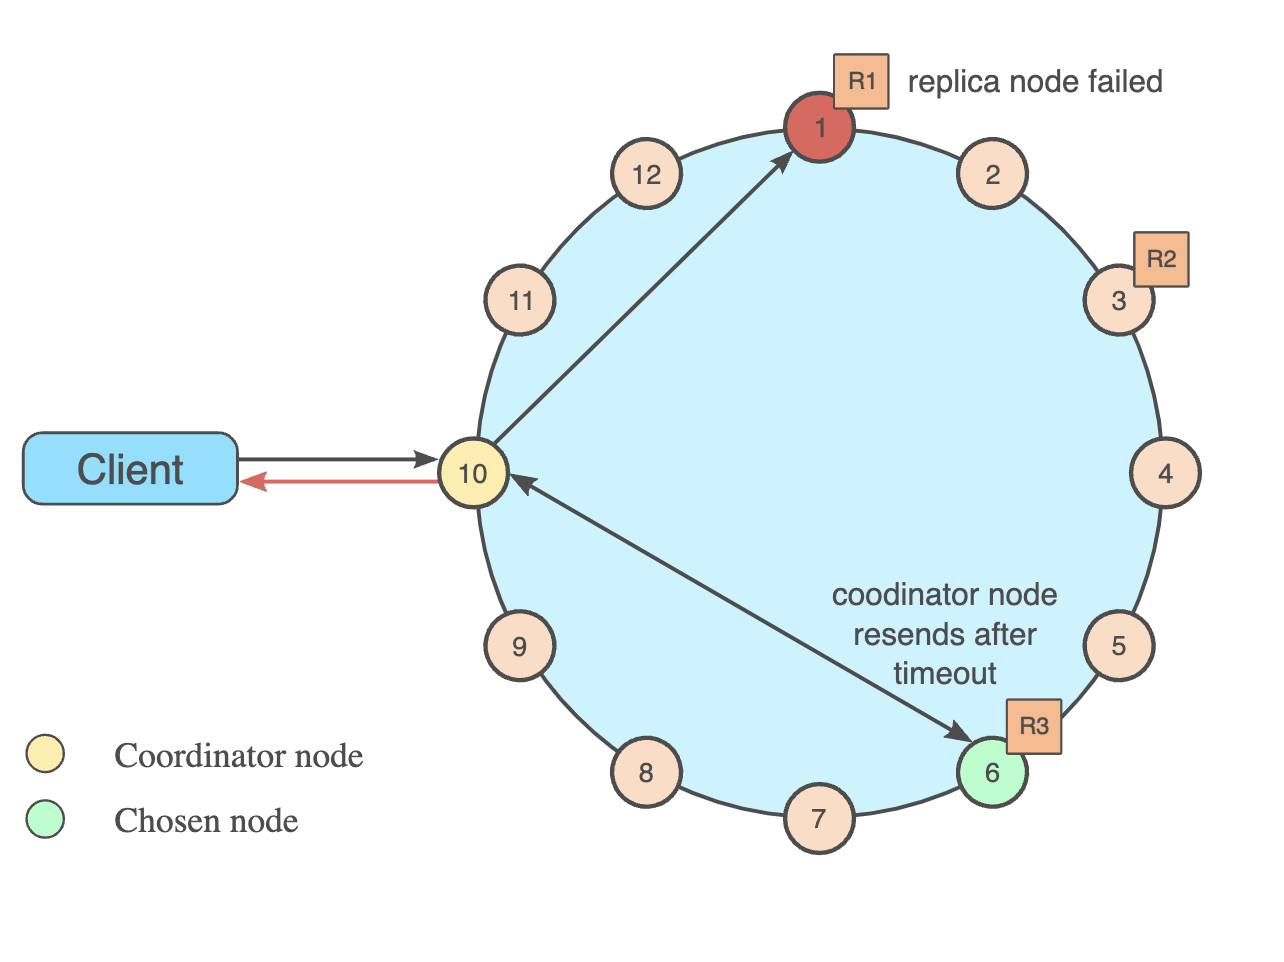 R1
replica node failed
1
12
2
R2
11
3
Client
10
4
coodinator node
resends after
timeout
9
5
R3
Coordinator node
8
6
Chosen node
7